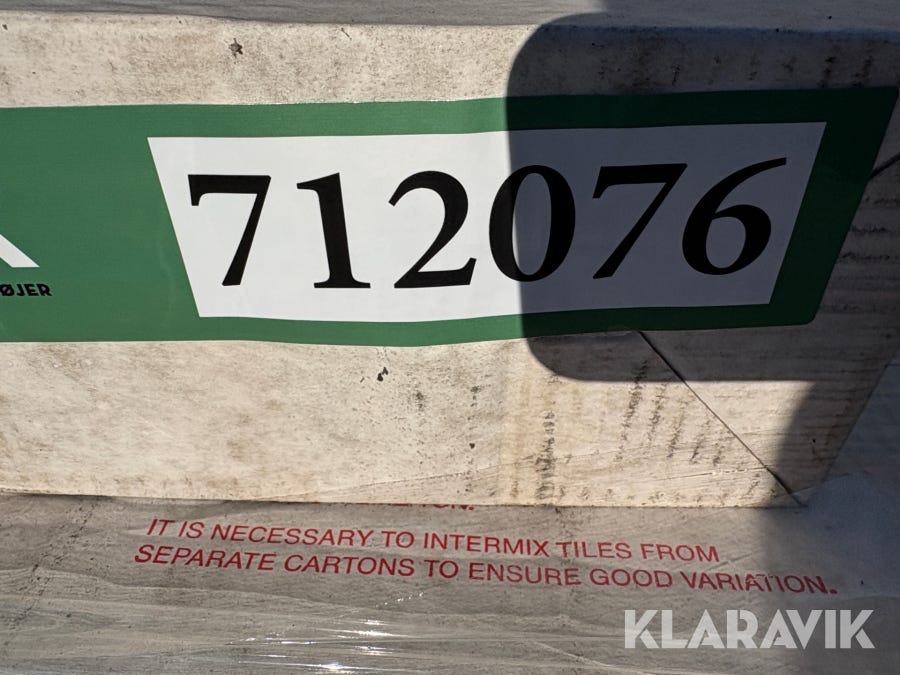 712076
ØJER
IT IS NECESSARY TO INTERMIX TILES FROM
SEPARATE CARTONS TO ENSURE GOOD VARIATION.
KLARAVIK